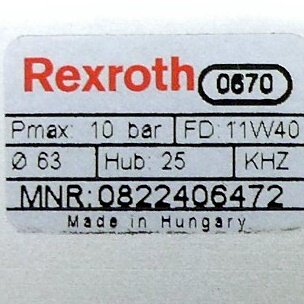 Rexroth 0670
Pmax: 10 bar FD: 11W40
Ø 63 Hub: 25 KHZ
MNR: 0822406472
Made in Hungary